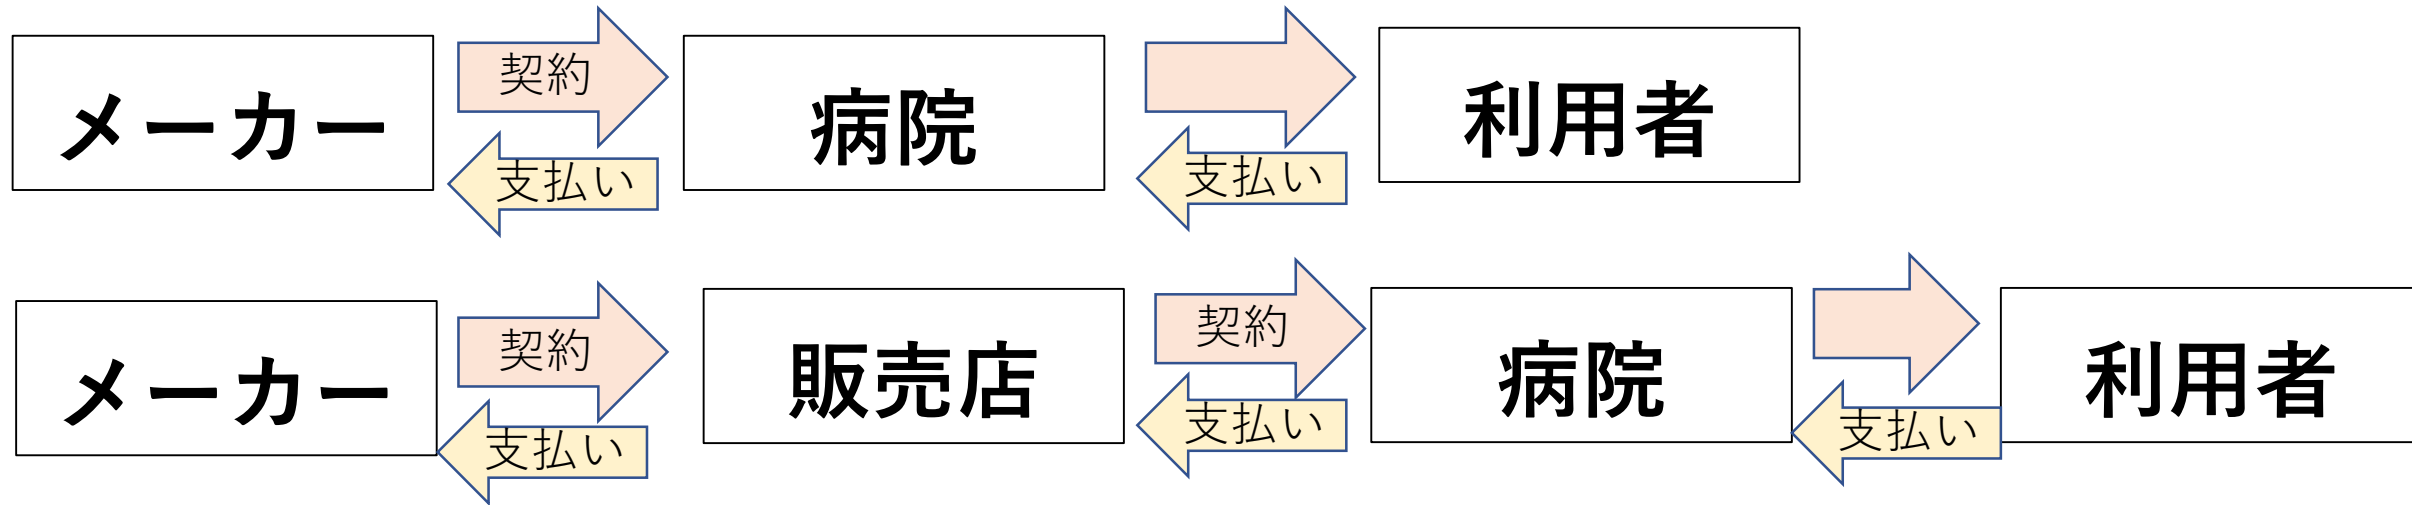 メーカー
契約
支払い
病院
支払い
利用者
メーカー
契約
支払い
販売店
契約
支払い
病院
支払い
利用者